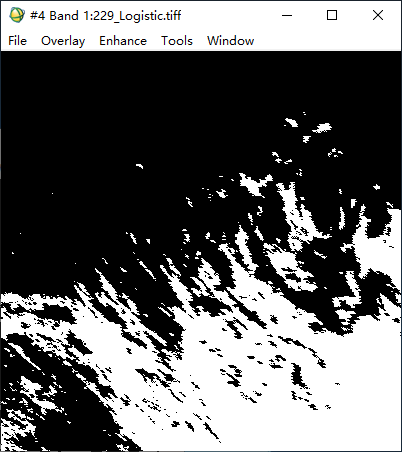 #4 Band 1:229_Logistic.tiff
File Overlay Enhance Tools Window